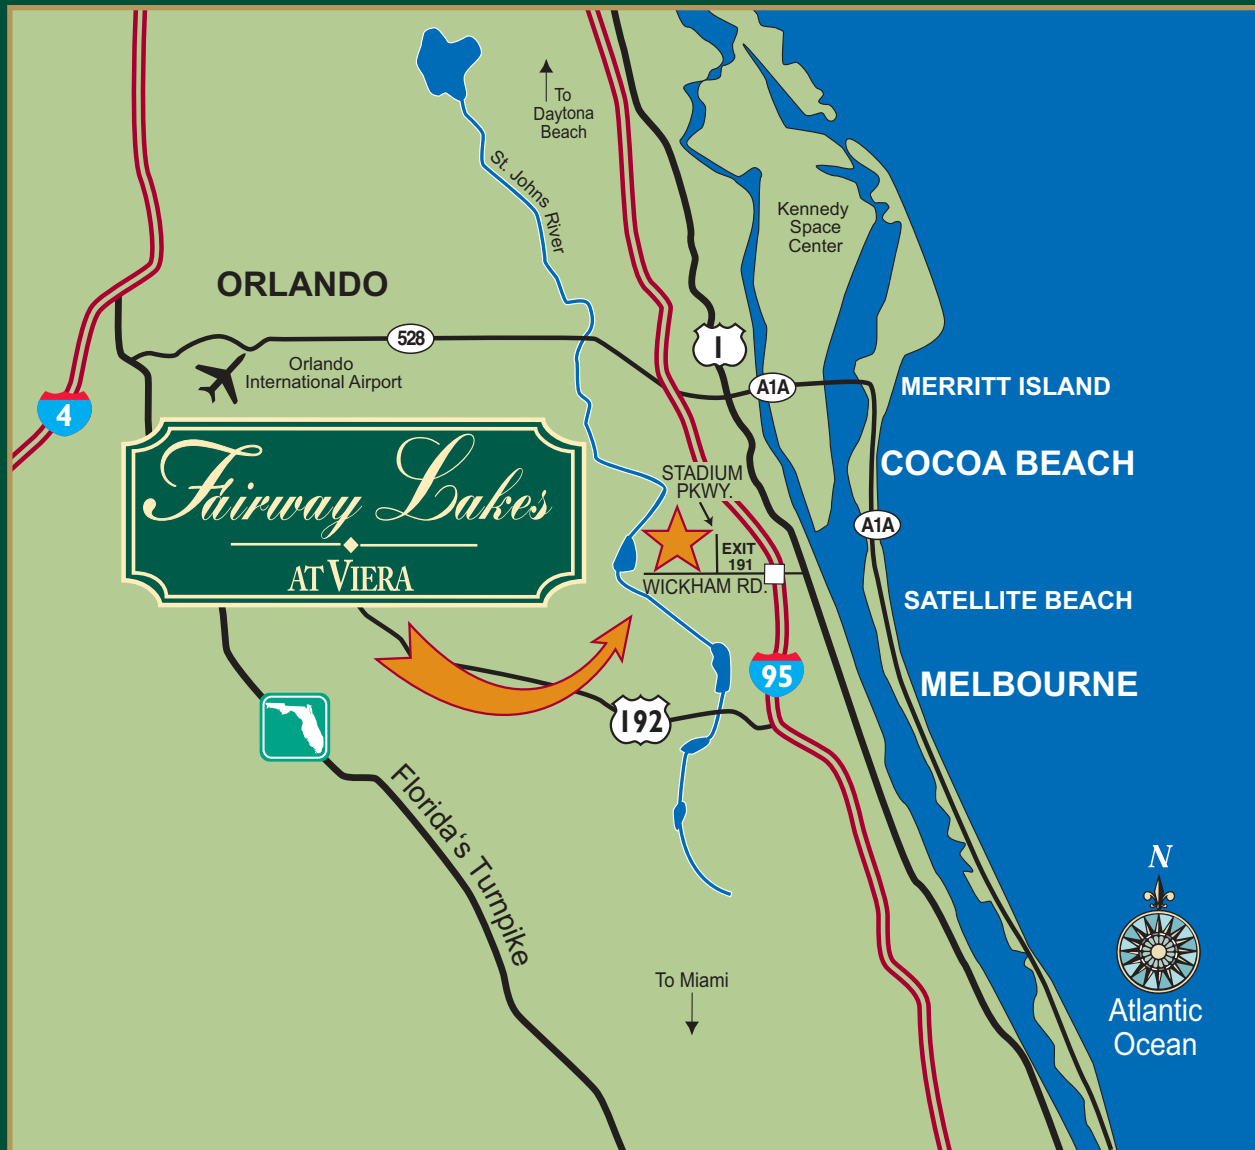 To
Daytona
Beach
St. Johns River
Kennedy
Space
Center
ORLANDO
528
1
Orlando
International Airport
A1A
MERRITT ISLAND
4
Fairway Lakes
AT VIERA
COCOA BEACH
STADIUM
PKWY.
A1A
EXIT
191
WICKHAM RD.
SATELLITE BEACH
95
MELBOURNE
192
Florida's Turnpike
N
To Miami
Atlantic
Ocean